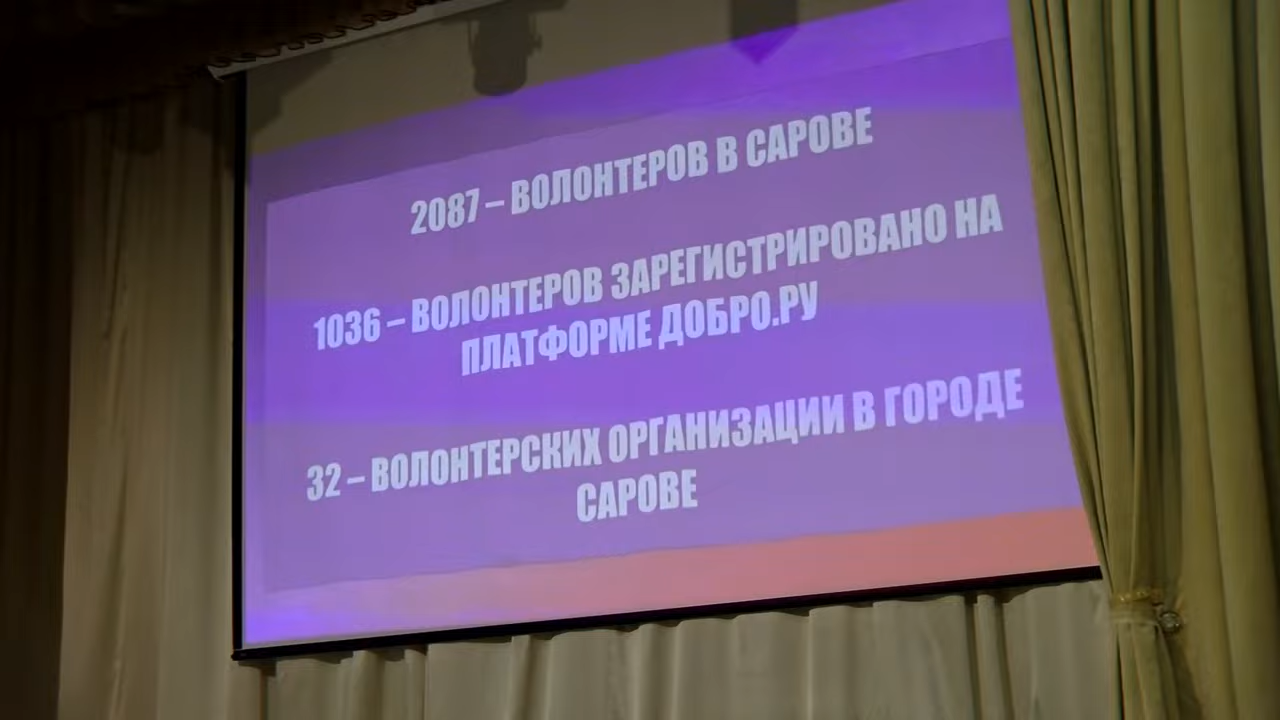 2087 – ВОЛОНТЕРОВ В САРОВЕ
1036 – ВОЛОНТЕРОВ ЗАРЕГИСТРИРОВАНО НА
ПЛАТФОРМЕ ДОБРО.РУ
32 – ВОЛОНТЕРСКИХ ОРГАНИЗАЦИИ В ГОРОДЕ
САРОВЕ